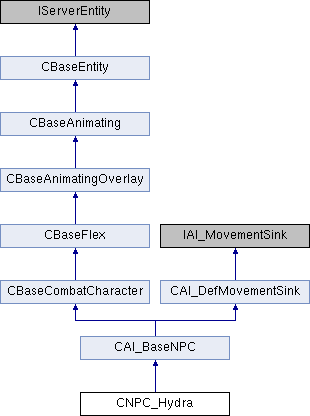 IServerEntity
CBaseEntity
CBaseAnimating
CBaseAnimatingOverlay
CBaseFlex
IAI_MovementSink
CBaseCombatCharacter
CAI_DefMovementSink
CAI_BaseNPC
CNPC_Hydra